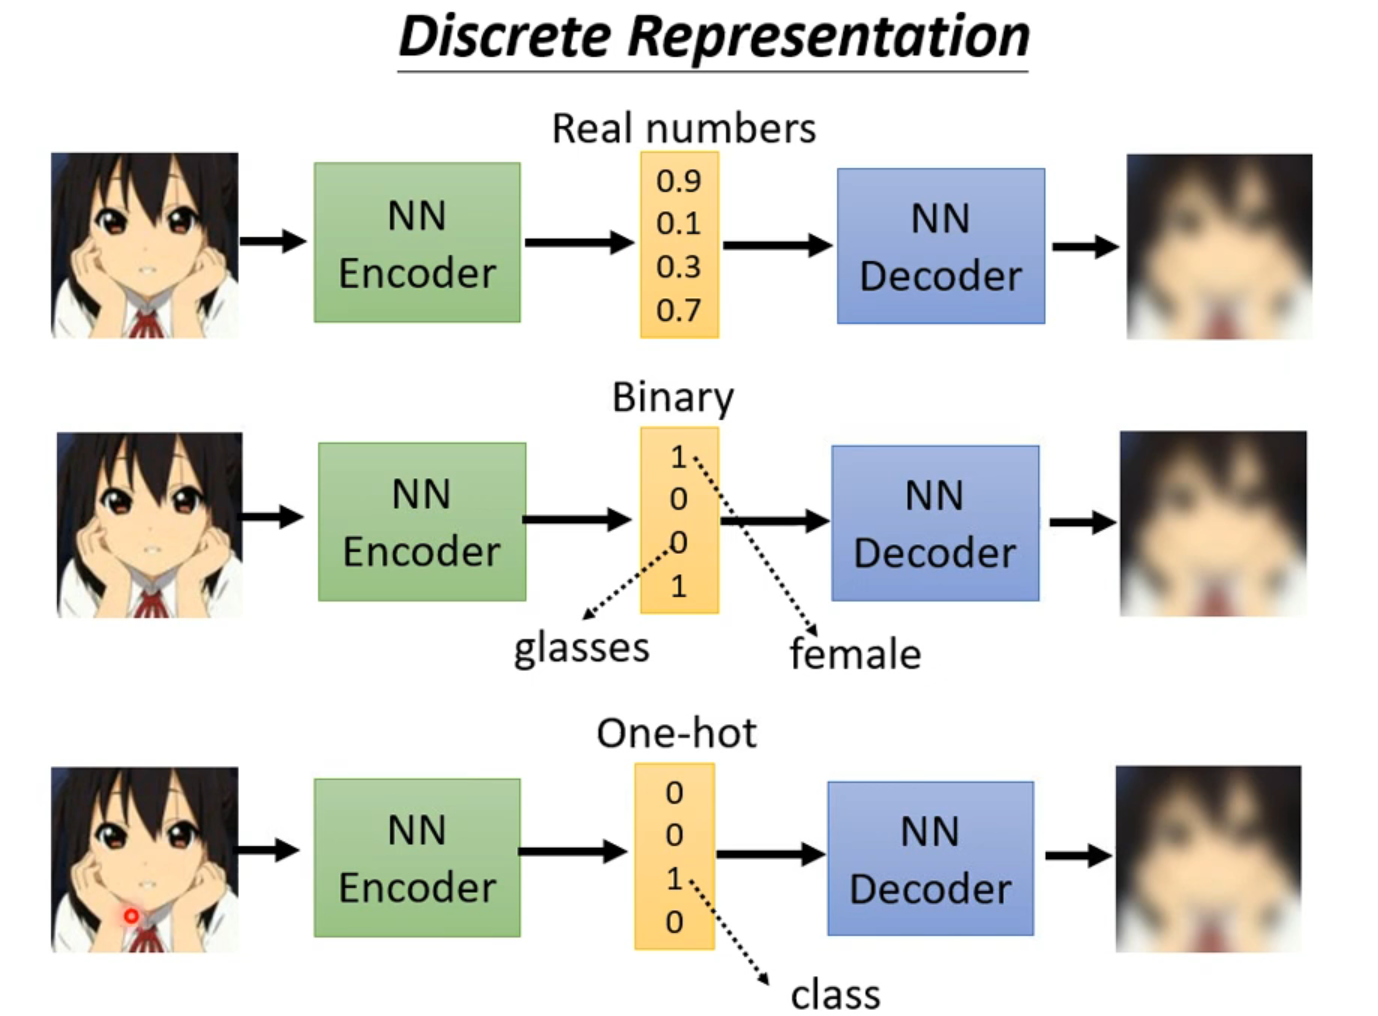 Discrete Representation
Real numbers
NN
Encoder
0.9
0.1
0.3
0.7
NN
Decoder
Binary
NN
Encoder
1
0
0
1
NN
Decoder
glasses
female
One-hot
NN
Encoder
0
0
1
0
NN
Decoder
class